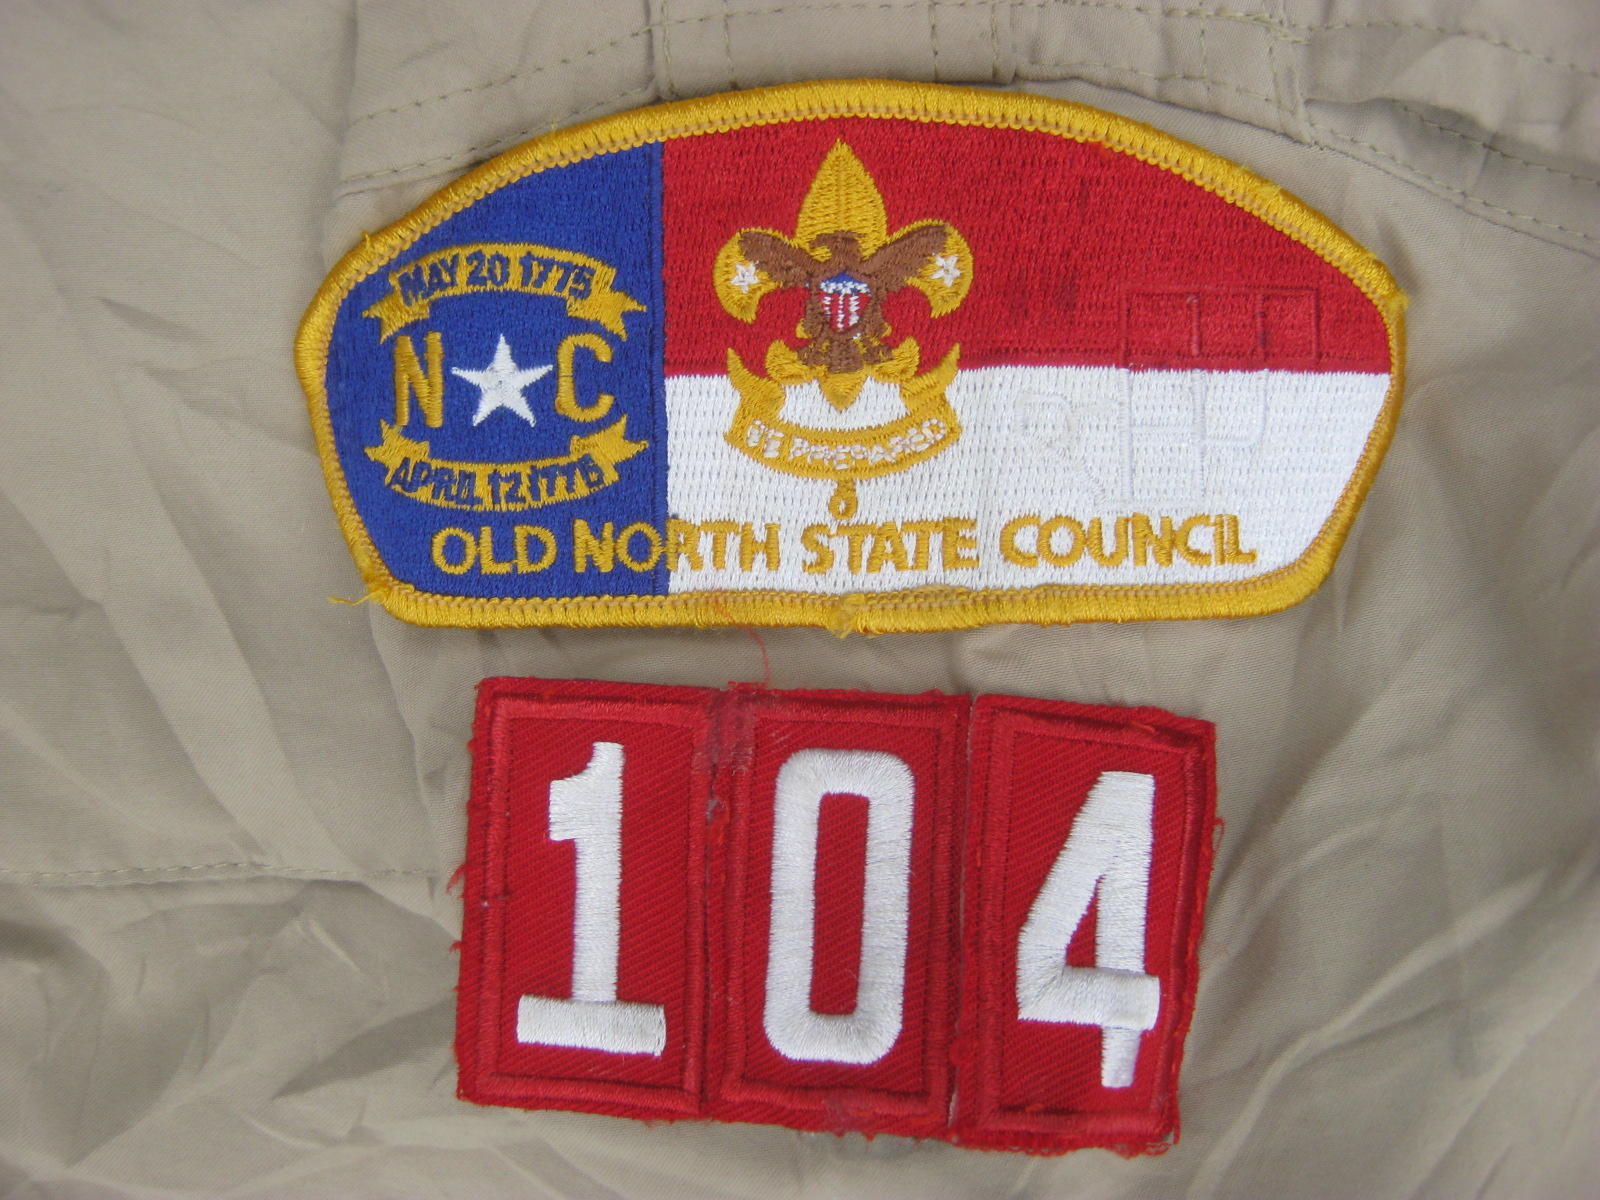 MAY 20 1775
N C
APRIL 12 1776
BE PREPARED
OLD NORTH STATE COUNCIL
104